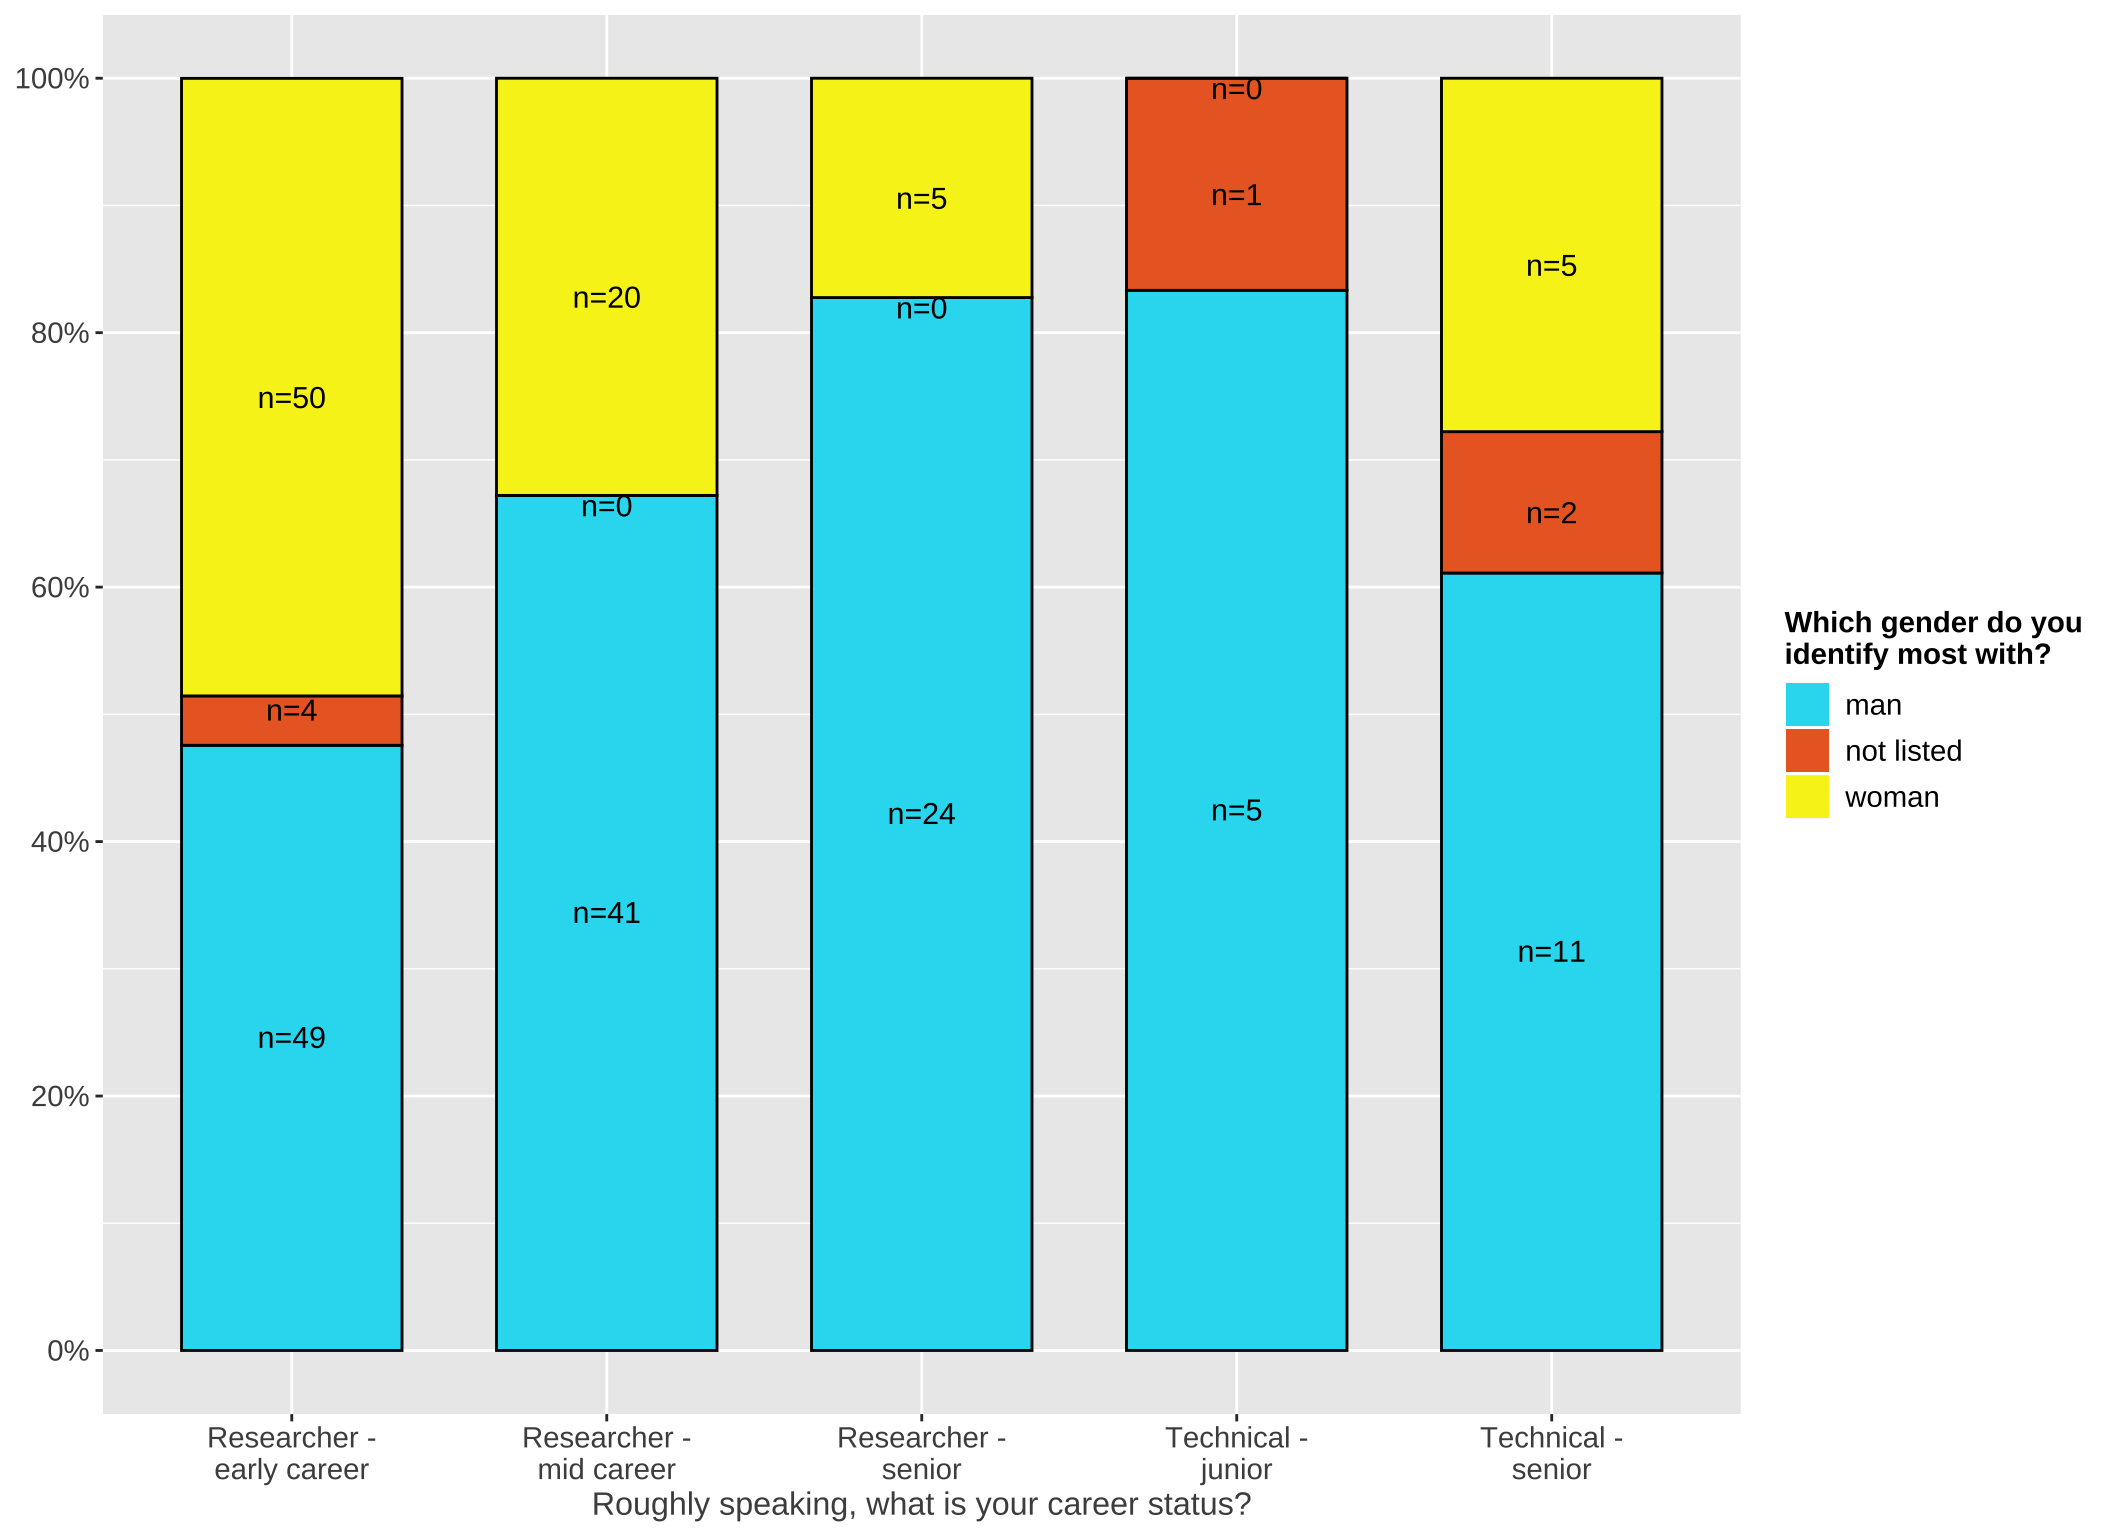 100%
80%
60%
40%
20%
0%
n=50
n=4
n=49
n=20
n=0
n=41
n=5
n=0
n=24
n=0
n=1
n=5
n=5
n=2
n=11
Researcher -
early career
Researcher -
mid career
Researcher -
senior
Technical -
junior
Technical -
senior
Roughly speaking, what is your career status?
Which gender do you
identify most with?
man
not listed
woman